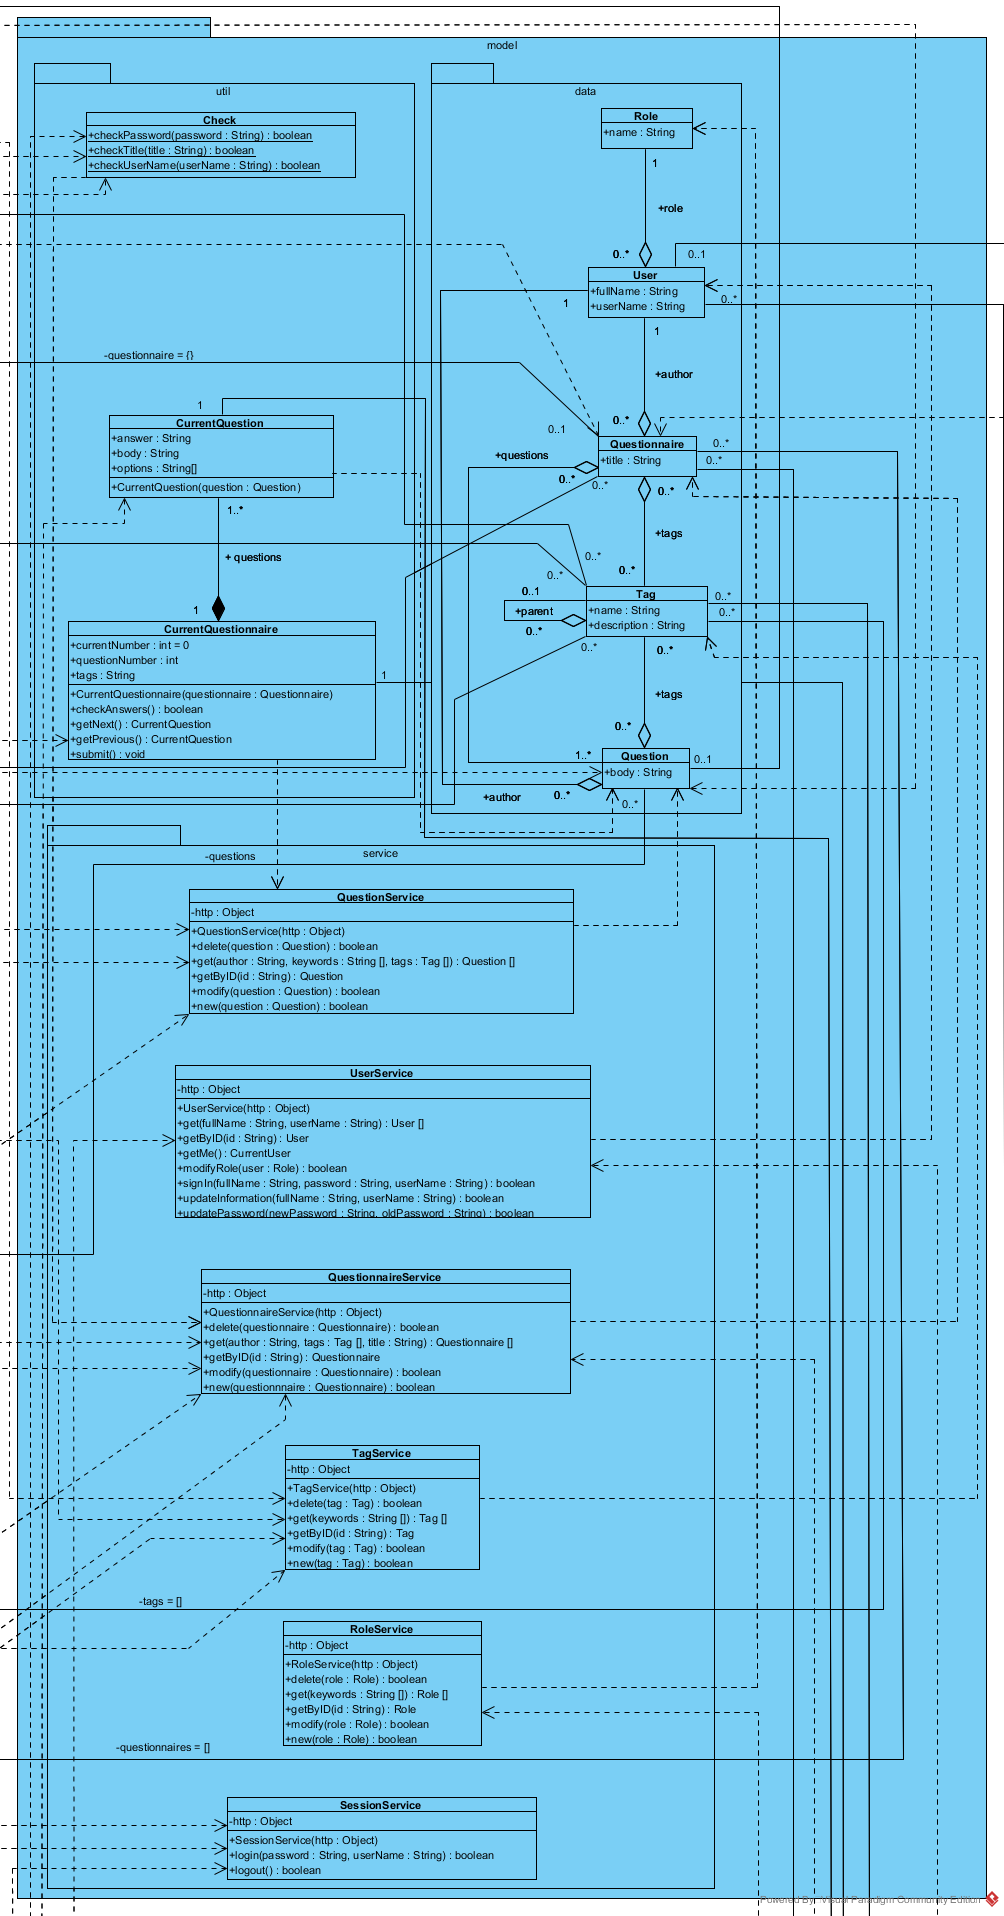 model
util
data
Check
+checkPassword(password : String) : boolean
+checkTitle(title : String) : boolean
+checkUserName(userName : String) : boolean
Role
+name : String
1
+role
0..*
0..1
User
+fullName : String
+userName : String
0..*
1
1
+author
0..*
-questionnaire = {}
0..1
Questionnaire
+title : String
0..*
0..*
+questions
0..*
0..*
0..*
1
CurrentQuestion
+answer : String
+body : String
+options : String[]
+CurrentQuestion(question : Question)
1..*
+ questions
1
+tags
0..*
0..*
0..*
0..1
Tag
+name : String
+description : String
+parent
0..*
0..*
0..*
0..*
0..*
CurrentQuestionnaire
+currentNumber : int = 0
+questionNumber : int
+tags : String
+CurrentQuestionnaire(questionnaire : Questionnaire)
+checkAnswers() : boolean
+getNext() : CurrentQuestion
+getPrevious() : CurrentQuestion
+submit() : void
1
+tags
0..*
1..*
Question
+body : String
0..1
+author
0..*
0..*
service
-questions
QuestionService
-http : Object
+QuestionService(http : Object)
+delete(question : Question) : boolean
+get(author : String, keywords : String [], tags : Tag []) : Question []
+getByID(id : String) : Question
+modify(question : Question) : boolean
+new(question : Question) : boolean
UserService
-http : Object
+UserService(http : Object)
+get(fullName : String, userName : String) : User []
+getByID(id : String) : User
+getMe() : CurrentUser
+modifyRole(user : Role) : boolean
+signIn(fullName : String, password : String, userName : String) : boolean
+updateInformation(fullName : String, userName : String) : boolean
+updatePassword(newPassword : String, oldPassword : String) : boolean
QuestionnaireService
-http : Object
+QuestionnaireService(http : Object)
+delete(questionnaire : Questionnaire) : boolean
+get(author : String, tags : Tag [], title : String) : Questionnaire []
+getByID(id : String) : Questionnaire
+modify(questionnaire : Questionnaire) : boolean
+new(questionnnaire : Questionnaire) : boolean
TagService
-http : Object
+TagService(http : Object)
+delete(tag : Tag) : boolean
+get(keywords : String []) : Tag []
+getByID(id : String) : Tag
+modify(tag : Tag) : boolean
+new(tag : Tag) : boolean
-tags = []
RoleService
-http : Object
+RoleService(http : Object)
+delete(role : Role) : boolean
+get(keywords : String []) : Role []
+getByID(id : String) : Role
+modify(role : Role) : boolean
+new(role : Role) : boolean
-questionnaires = []
SessionService
-http : Object
+SessionService(http : Object)
+login(password : String, userName : String) : boolean
+logout() : boolean
Powered By Visual Paradigm Community Edition